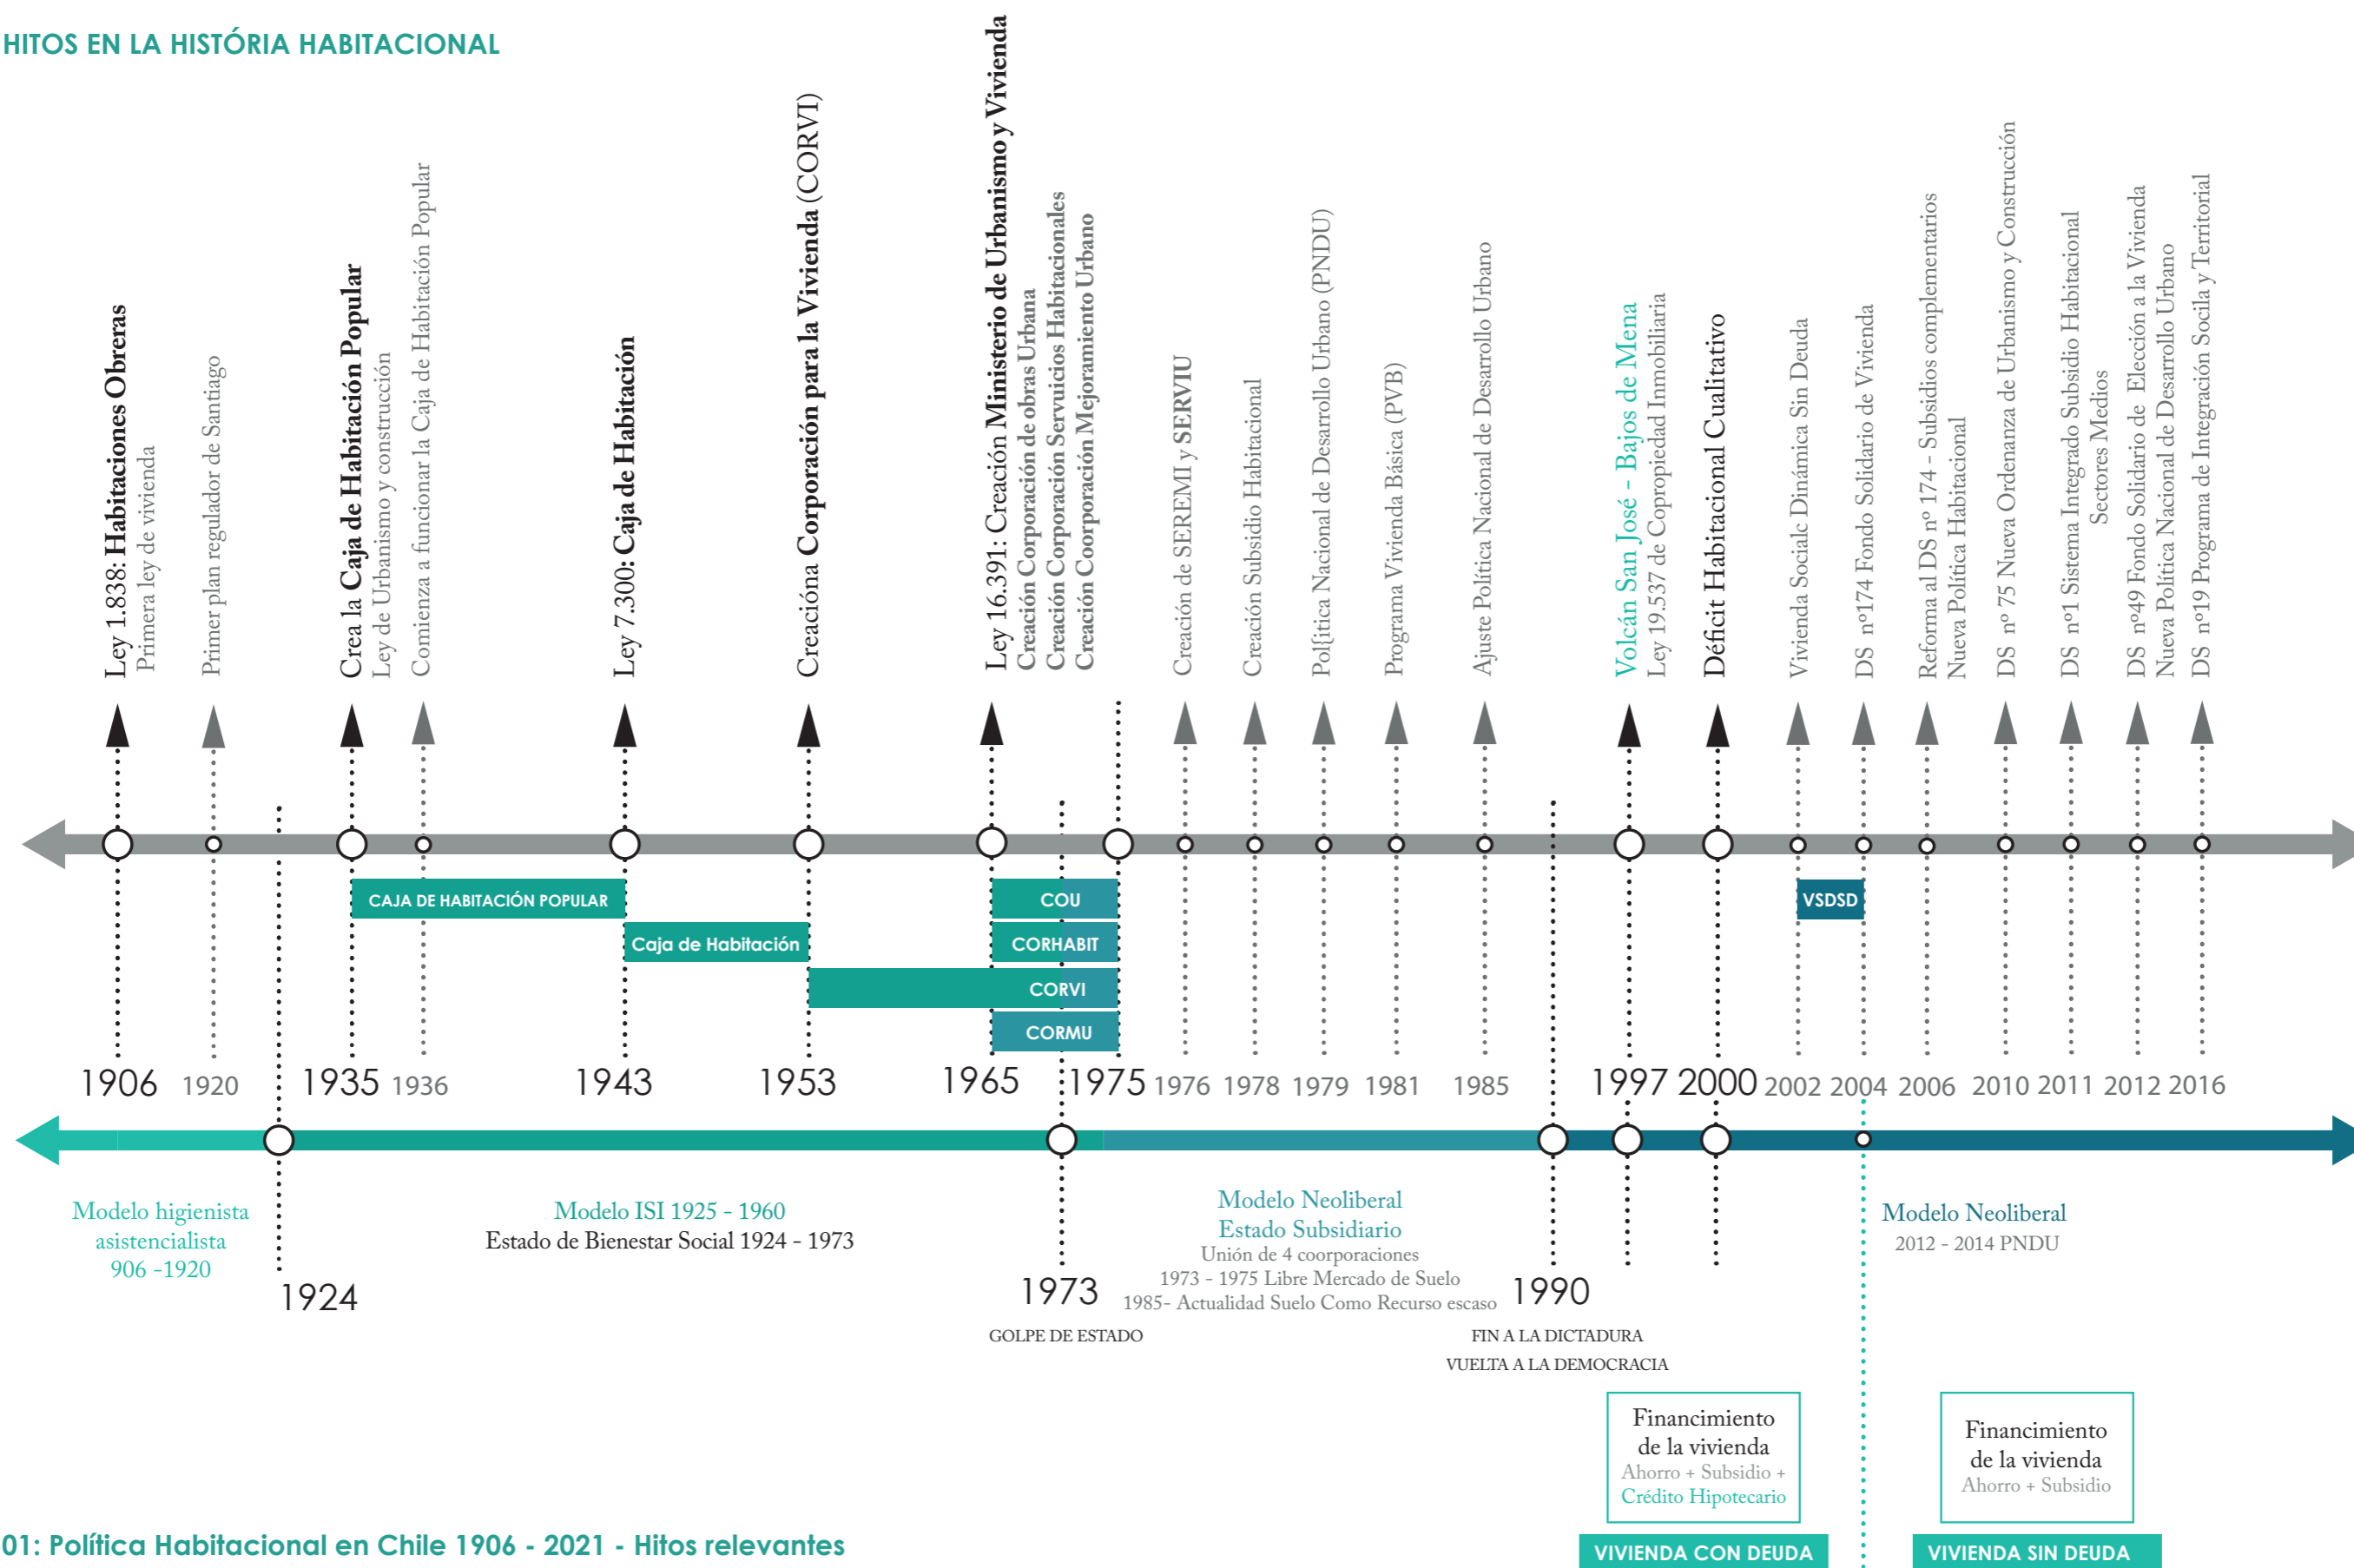 HITOS EN LA HISTÓRIA HABITACIONAL
Ley 1.838: Habitaciones Obreras
Primera ley de vivienda
Primer plan regulador de Santiago
Crea la Caja de Habitación Popular
Ley de Urbanismo y construcción
Comienza a funcionar la Caja de Habitación Popular
Ley 7.300: Caja de Habitación
Creacióna Corporación para la Vivienda (CORVI)
Ley 16.391: Creación Ministerio de Urbanismo y Vivienda
Creación Corporación de obras Urbana
Creación Corporación Servuicios Habitacionales
Creación Coorporación Mejoramiento Urbano
Creación de SEREMI y SERVIU
Creación Subsidio Habitacional
Pol{itica Nacional de Desarrollo Urbano (PNDU)
Programa Vivienda Básica (PVB)
Ajuste Política Nacional de Desarrollo Urbano
Volcán San José - Bajos de Mena
Ley 19.537 de Copropiedad Inmobiliaria
Déficit Habitacional Cualitativo
Vivienda Socialc Dinámica Sin Deuda
DS nº174 Fondo Solidario de Vivienda
Reforma al DS nº 174 - Subsidios complementarios
Nueva Política Habitacional
DS nº 75 Nueva Ordenanza de Urbanismo y Construcción
DS nº1 Sistema Integrado Subsidio Habitacional
Sectores Medios
DS nº49 Fondo Solidario de Elección a la Vivienda
Nueva Política Nacional de Desarrollo Urbano
DS nº19 Programa de Integración Socilla y Territorial
CAJA DE HABITACIÓN POPULAR
COU
VSDSD
Caja de Habitación
CORHABIT
CORVI
CORMU
1906
1920
1935
1936
1943
1953
1965
1975
1976
1978
1979
1981
1985
1997
2000
2002
2004
2006
2010
2011
2012
2016
Modelo higienista
asistencialista
906 -1920
1924
Modelo ISI 1925 - 1960
Estado de Bienestar Social 1924 - 1973
1973
GOLPE DE ESTADO
Modelo Neoliberal
Estado Subsidiario
Unión de 4 coorporaciones
1973 - 1975 Libre Mercado de Suelo
1985- Actualidad Suelo Como Recurso escaso
1990
FIN A LA DICTADURA
VUELTA A LA DEMOCRACIA
Modelo Neoliberal
2012 - 2014 PNDU
Financimiento
de la vivienda
Ahorro + Subsidio +
Crédito Hipotecario
VIVIENDA CON DEUDA
Financimiento
de la vivienda
Ahorro + Subsidio
VIVIENDA SIN DEUDA
01: Política Habitacional en Chile 1906 - 2021 - Hitos relevantes